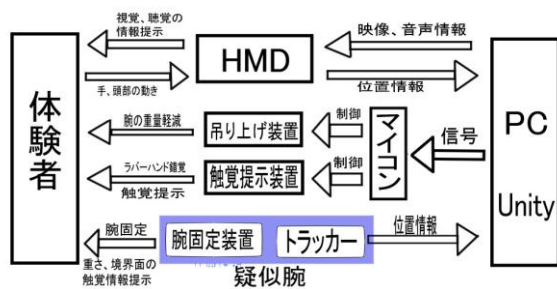 視覚、聴覚の
情報提示
映像、音声情報
HMD
手、頭部の動き
位置情報
体験者
PC
Unity
腕の重量軽減
吊り上げ装置
制御
マイコン
信号
ラバーハンド錯覚
触覚提示
触覚提示装置
制御
腕固定
腕固定装置
トラッカー
位置情報
重さ、境界面の
触覚情報提示
疑似腕